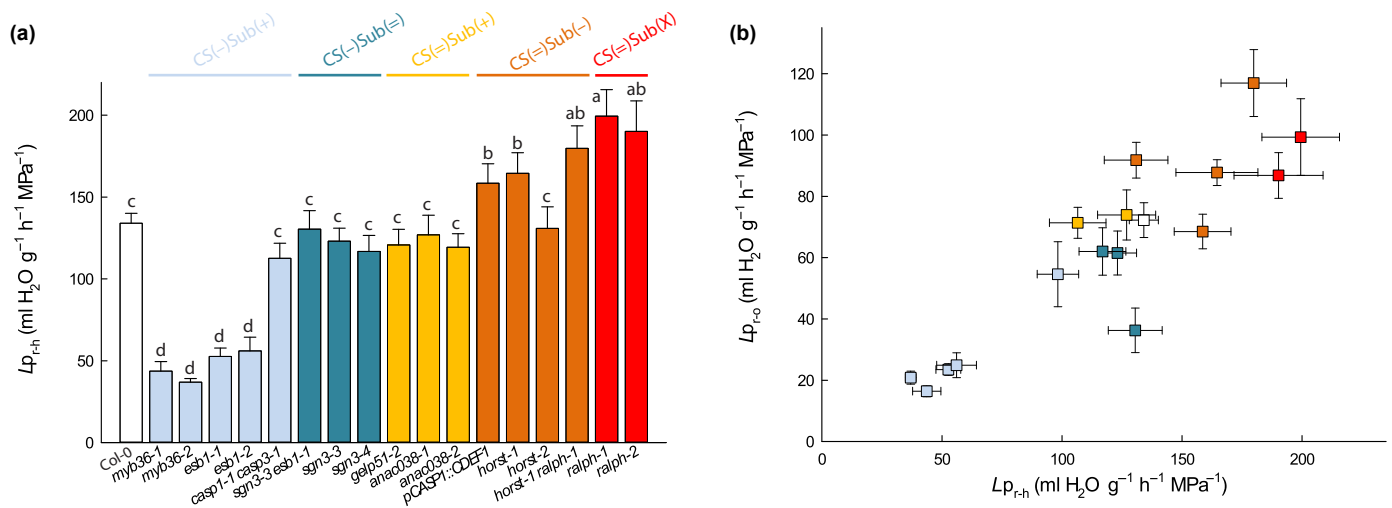 (a)
CS(–)Sub(+)
CS(–)Sub(=)
CS(=)Sub(+)
CS(=)Sub(–)
CS(=)Sub(X)
Lp r-h (ml H2O g−1 h−1 MPa−1)
200
150
100
50
0
c
d
d
d
d
c
c
c
c
c
c
c
b
b
c
ab
a
ab
Col-0
myb36-1
myb36-2
esb1-1
esb1-2
casp1-1 casp3-1
sgn3-3 esb1-1
sgn3-3
sgn3-4
gelp51-2
anac038-1
anac038-2
pCASP1::CDEF1
horst-1
horst-2
horst-1 ralph-1
ralph-1
ralph-2
(b)
Lp r-o (ml H2O g−1 h−1 MPa−1)
120
100
80
60
40
20
0
0
50
100
150
200
Lp r-h (ml H2O g−1 h−1 MPa−1)